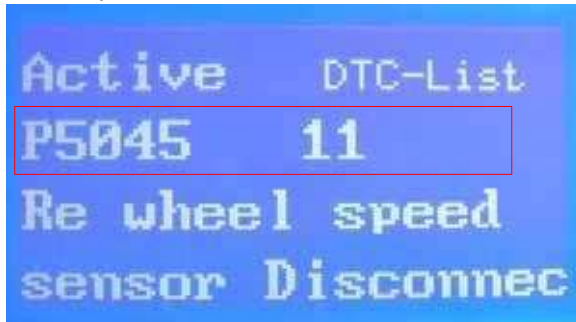 Active DTC-List
P5045 11
Re wheel speed
sensor Disconnec